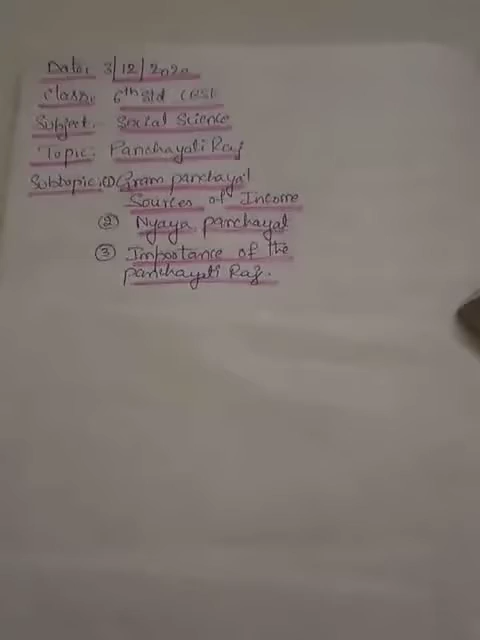 Date: 3/12/2020
Class: 6th std CBSE
Subject: Social Science
Topic: Panchayati Raj
Subtopic: ① Gram panchayat
Sources of Income
② Nyaya panchayat
③ Importance of the
panchayati Raj.